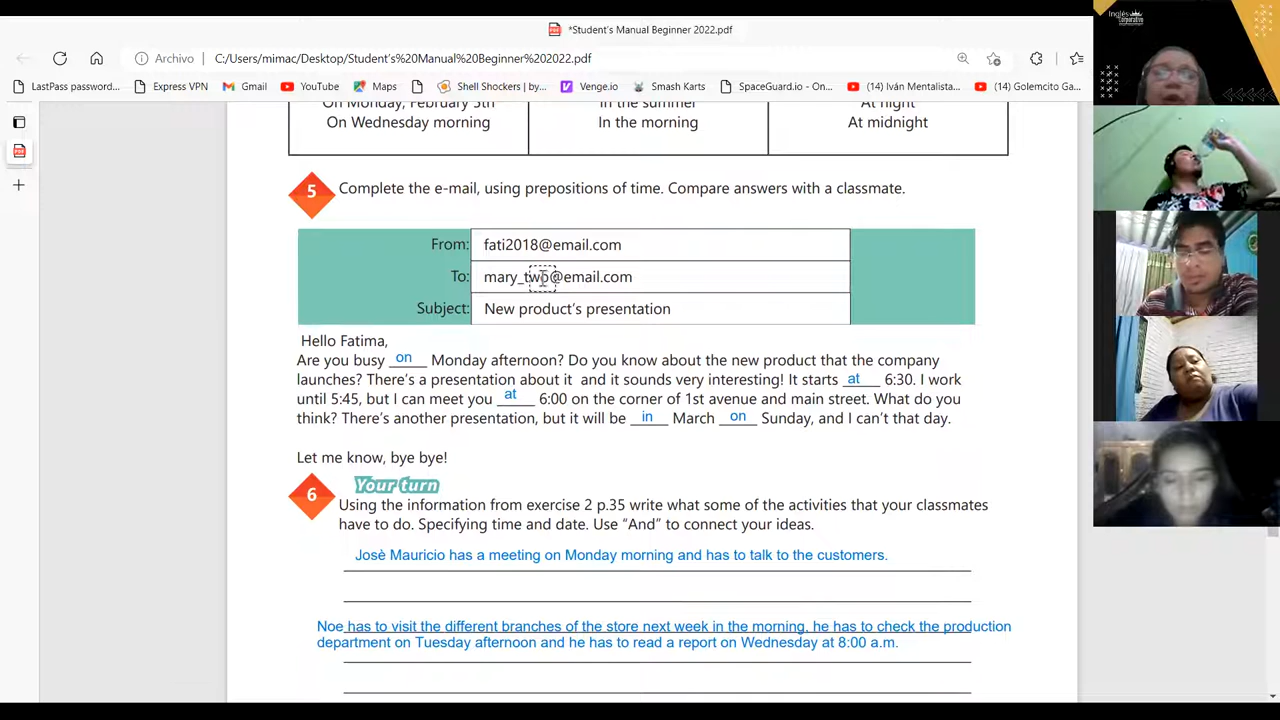 *Student's Manual Beginner 2022.pdf
Archivo
C:/Users/mimac/Desktop/Student's%20Manual%20Beginner%202022.pdf
LastPass password...
Express VPN
Gmail
YouTube
Maps
Shell Shockers | by...
Venge.io
Smash Karts
SpaceGuard.io - On...
(14) Iván Mentalista...
(14) Golemcito Ga...
Inglés
Corporativo
On Monday, February 5th
In the summer
At night
On Wednesday morning
In the morning
At midnight
5
Complete the e-mail, using prepositions of time. Compare answers with a classmate.
From:
fati2018@email.com
To:
mary_two@email.com
Subject:
New product's presentation
Hello Fatima,
Are you busy on Monday afternoon? Do you know about the new product that the company
launches? There's a presentation about it and it sounds very interesting! It starts at 6:30. I work
until 5:45, but I can meet you at 6:00 on the corner of 1st avenue and main street. What do you
think? There's another presentation, but it will be in March on Sunday, and I can't that day.
Let me know, bye bye!
Your turn
6
Using the information from exercise 2 p.35 write what some of the activities that your classmates
have to do. Specifying time and date. Use “And” to connect your ideas.
Josè Mauricio has a meeting on Monday morning and has to talk to the customers.
Noe has to visit the different branches of the store next week in the morning, he has to check the production
department on Tuesday afternoon and he has to read a report on Wednesday at 8:00 a.m.